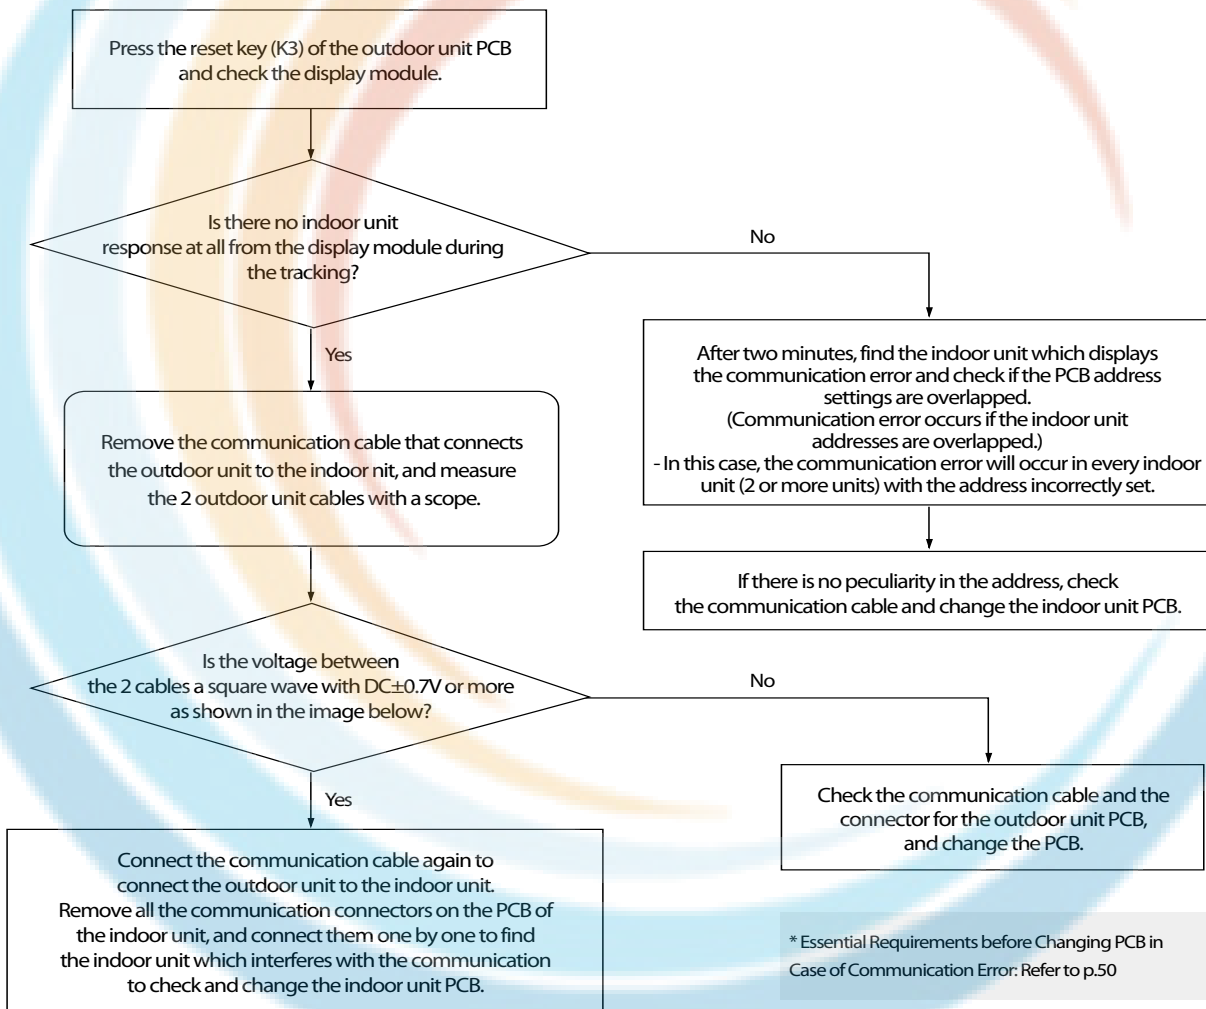 Press the reset key (K3) of the outdoor unit PCB
and check the display module.
Is there no indoor unit
response at all from the display module during
the tracking?
No
Yes
After two minutes, find the indoor unit which displays
the communication error and check if the PCB address
settings are overlapped.
(Communication error occurs if the indoor unit
addresses are overlapped.)
- In this case, the communication error will occur in every indoor
unit (2 or more units) with the address incorrectly set.
Remove the communication cable that connects
the outdoor unit to the indoor nit, and measure
the 2 outdoor unit cables with a scope.
If there is no peculiarity in the address, check
the communication cable and change the indoor unit PCB.
Is the voltage between
the 2 cables a square wave with DC±0.7V or more
as shown in the image below?
No
Yes
Check the communication cable and the
connector for the outdoor unit PCB,
and change the PCB.
Connect the communication cable again to
connect the outdoor unit to the indoor unit.
Remove all the communication connectors on the PCB of
the indoor unit, and connect them one by one to find
the indoor unit which interferes with the communication
to check and change the indoor unit PCB.
* Essential Requirements before Changing PCB in
Case of Communication Error: Refer to p.50